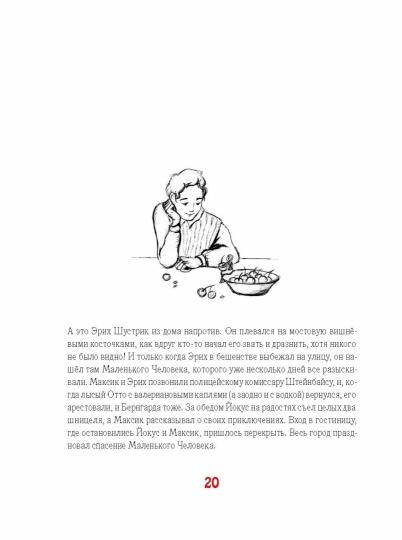 А это Эрих Шустрик из дома напротив. Он плевался на мостовую вишнё-
выми косточками, как вдруг кто-то начал его звать и дразнить, хотя никого
не было видно! И только когда Эрих в бешенстве выбежал на улицу, он на-
шёл там Маленького Человека, которого уже несколько дней все разыски-
вали. Максик и Эрих позвонили полицейскому комиссару Штейнбайсу, и, ко-
гда лысый Отто с валериановыми каплями (а заодно и с водкой) вернулся, его
арестовали, и Бернгарда тоже. За обедом Йокус на радостях съел целых два
шницеля, а Максик рассказывал о своих приключениях. Вход в гостиницу,
где остановились Йокус и Максик, пришлось перекрыть. Весь город празд-
новал спасение Маленького Человека.
20